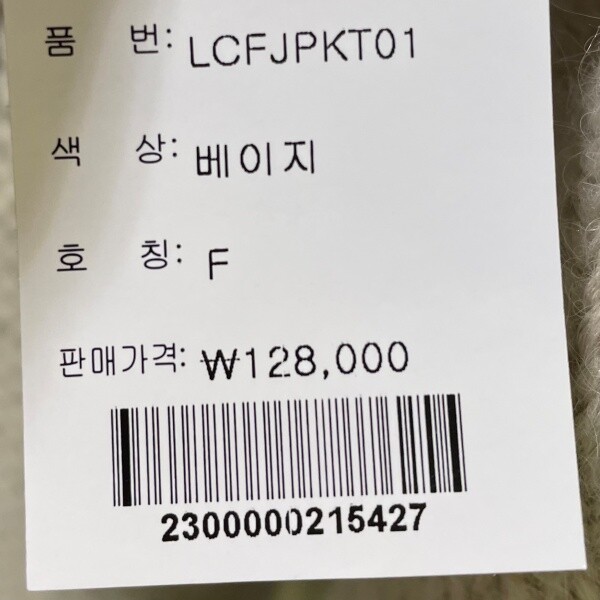 품 번: LCFJPKT01
색 상: 베이지
호 칭: F
판매가격: ₩128,000
2300000215427